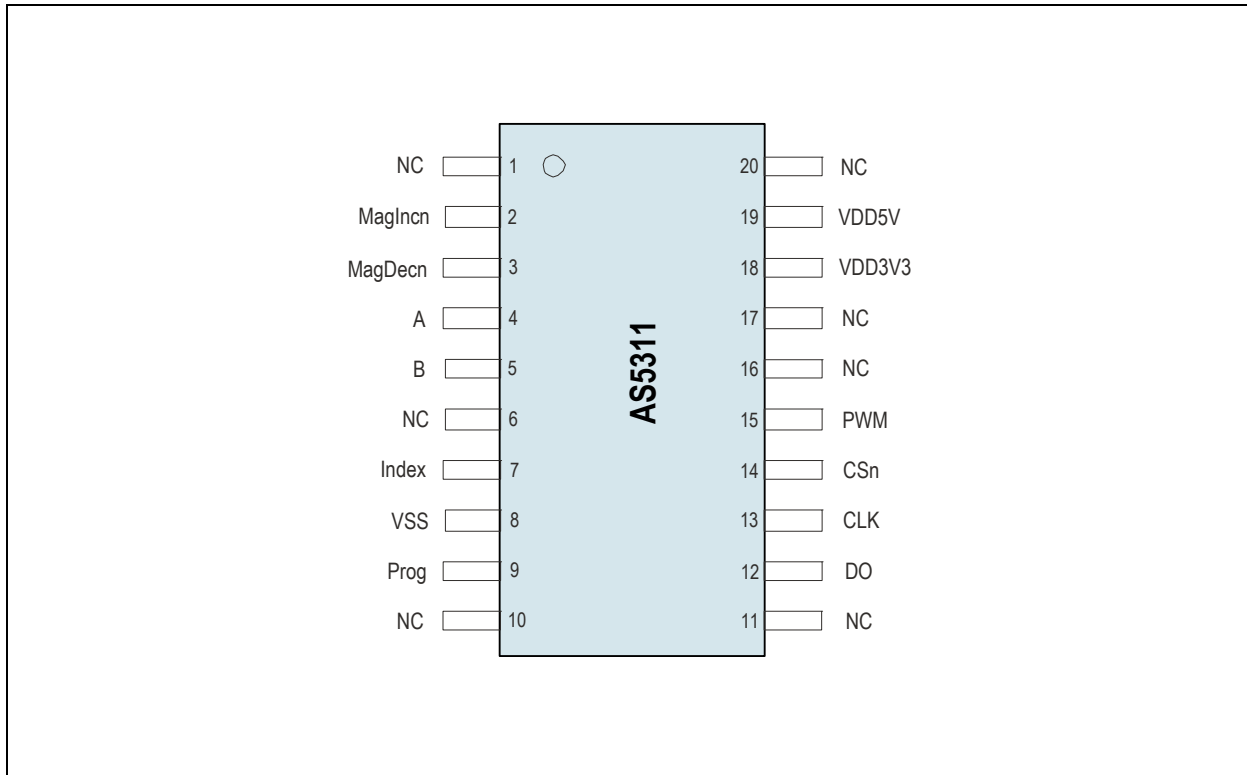 NC 1 20 NC
MagIncn 2 19 VDD5V
MagDecn 3 18 VDD3V3
A 4 17 NC
B 5 16 NC
NC 6 15 PWM
Index 7 14 CSn
VSS 8 13 CLK
Prog 9 12 DO
NC 10 11 NC
AS5311